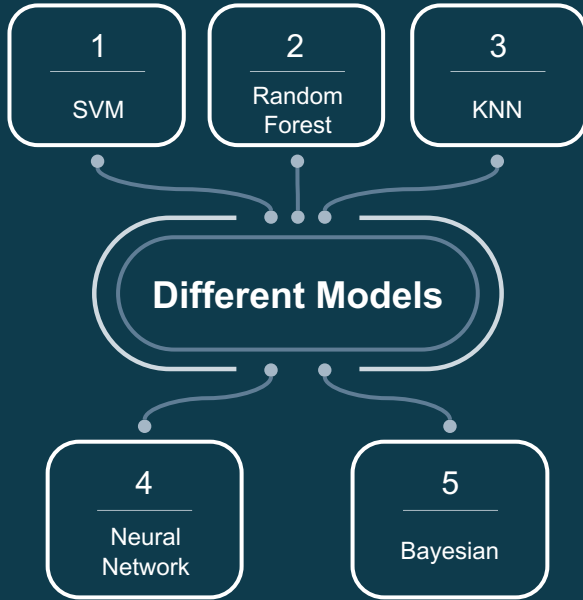 1
SVM
2
Random
Forest
3
KNN
Different Models
4
Neural
Network
5
Bayesian